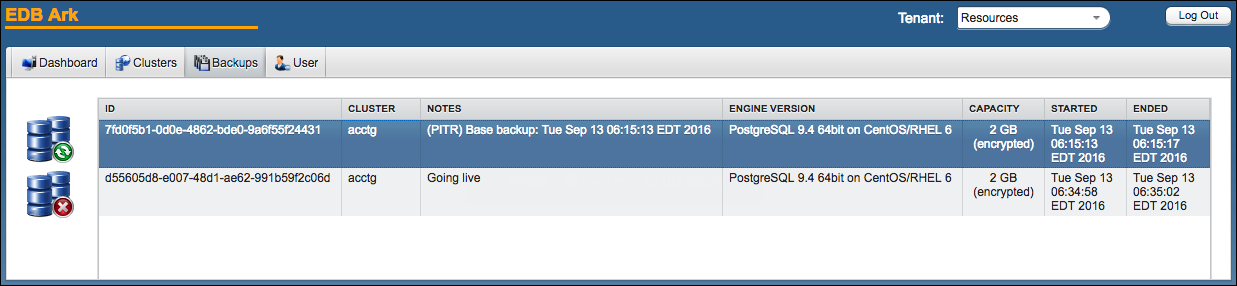 EDB Ark
Tenant: Resources Log Out
Dashboard Clusters Backups User
ID CLUSTER NOTES ENGINE VERSION CAPACITY STARTED ENDED
7fd0f5b1-0d0e-4862-bde0-9a6f55f24431 acctg (PITR) Base backup: Tue Sep 13 06:15:13 EDT 2016 PostgreSQL 9.4 64bit on CentOS/RHEL 6 2 GB Tue Sep 13 Tue Sep 13
(encrypted) 06:15:13 06:15:17
EDT 2016 EDT 2016
d55605d8-e007-48d1-ae62-991b59f2c06d acctg Going live PostgreSQL 9.4 64bit on CentOS/RHEL 6 2 GB Tue Sep 13 Tue Sep 13
(encrypted) 06:34:58 06:35:02
EDT 2016 EDT 2016